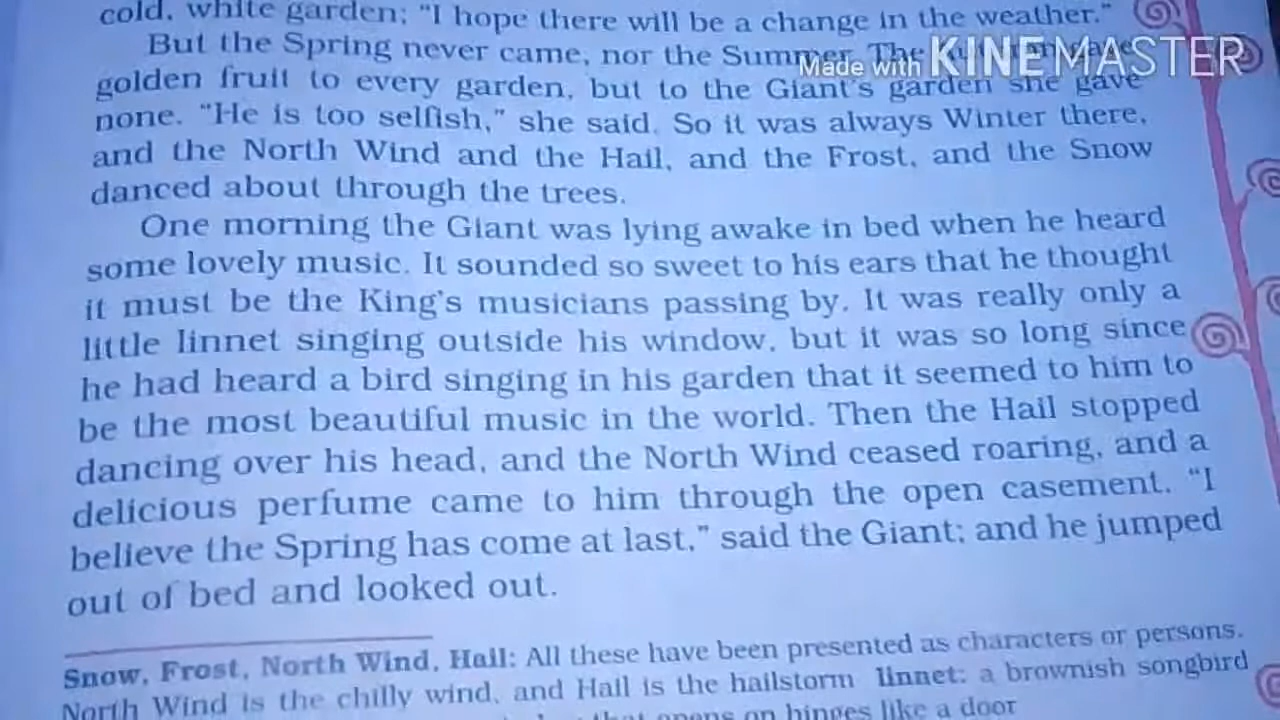 cold, white garden; “I hope there will be a change in the weather.”
But the Spring never came, nor the Summer. The
Made with KINEMASTER
golden fruit to every garden, but to the Giant’s garden she gave
none. “He is too selfish,” she said. So it was always Winter there,
and the North Wind and the Hail, and the Frost, and the Snow
danced about through the trees.
One morning the Giant was lying awake in bed when he heard
some lovely music. It sounded so sweet to his ears that he thought
it must be the King’s musicians passing by. It was really only a
little linnet singing outside his window, but it was so long since
he had heard a bird singing in his garden that it seemed to him to
be the most beautiful music in the world. Then the Hail stopped
dancing over his head, and the North Wind ceased roaring, and a
delicious perfume came to him through the open casement. “I
believe the Spring has come at last,” said the Giant; and he jumped
out of bed and looked out.
Snow, Frost, North Wind, Hail: All these have been presented as characters or persons.
North Wind is the chilly wind, and Hail is the hailstorm linnet: a brownish songbird
that opens on hinges like a door